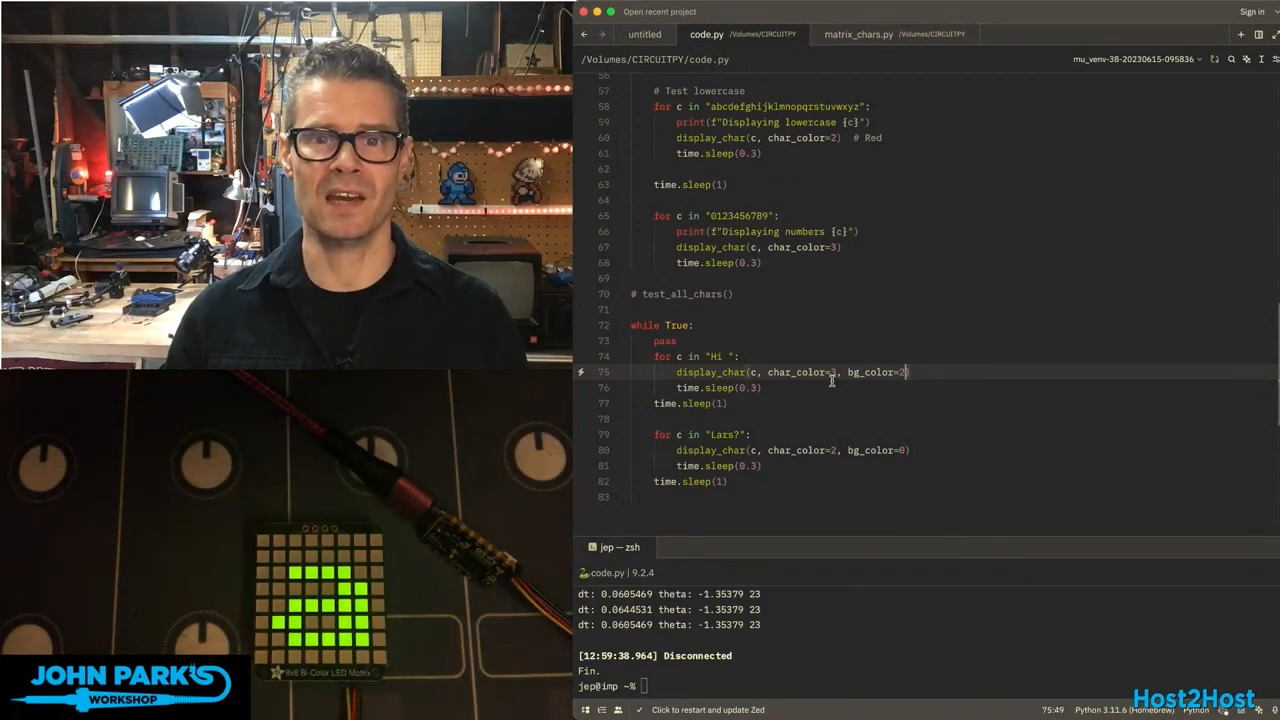 Open recent project
Sign in
untitled
code.py /Volumes/CIRCUITPY
matrix_chars.py /Volumes/CIRCUITPY
/Volumes/CIRCUITPY/code.py
mu_venv-38-20230615-095836
56
57 # Test lowercase
58 for c in "abcdefghijklmnopqrstuvwxyz":
59 print(f"Displaying lowercase {c}")
60 display_char(c, char_color=2) # Red
61 time.sleep(0.3)
62
63 time.sleep(1)
64
65 for c in "0123456789":
66 print(f"Displaying numbers {c}")
67 display_char(c, char_color=3)
68 time.sleep(0.3)
69
70 # test_all_chars()
71
72 while True:
73 pass
74 for c in "Hi ":
75 display_char(c, char_color=3, bg_color=2)
76 time.sleep(0.3)
77 time.sleep(1)
78
79 for c in "Lars?":
80 display_char(c, char_color=2, bg_color=0)
81 time.sleep(0.3)
82 time.sleep(1)
83
jep — zsh
code.py | 9.2.4
dt: 0.0605469 theta: -1.35379 23
dt: 0.0644531 theta: -1.35379 23
dt: 0.0605469 theta: -1.35379 23
[12:59:38.964] Disconnected
Fin.
jep@imp ~%
Click to restart and update Zed
75:49
Python 3.11.6 (Homebrew)
Python
a
8x8 Bi-Color LED Matrix
JOHN PARK'S
WORKSHOP
Host2Host